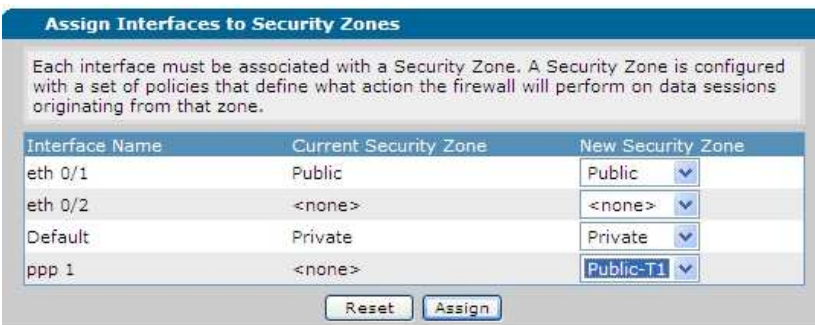 Assign Interfaces to Security Zones
Each interface must be associated with a Security Zone. A Security Zone is configured
with a set of policies that define what action the firewall will perform on data sessions
originating from that zone.
Interface Name Current Security Zone New Security Zone
eth 0/1 Public Public
eth 0/2 <none> <none>
Default Private Private
ppp 1 <none> Public-T1
Reset Assign